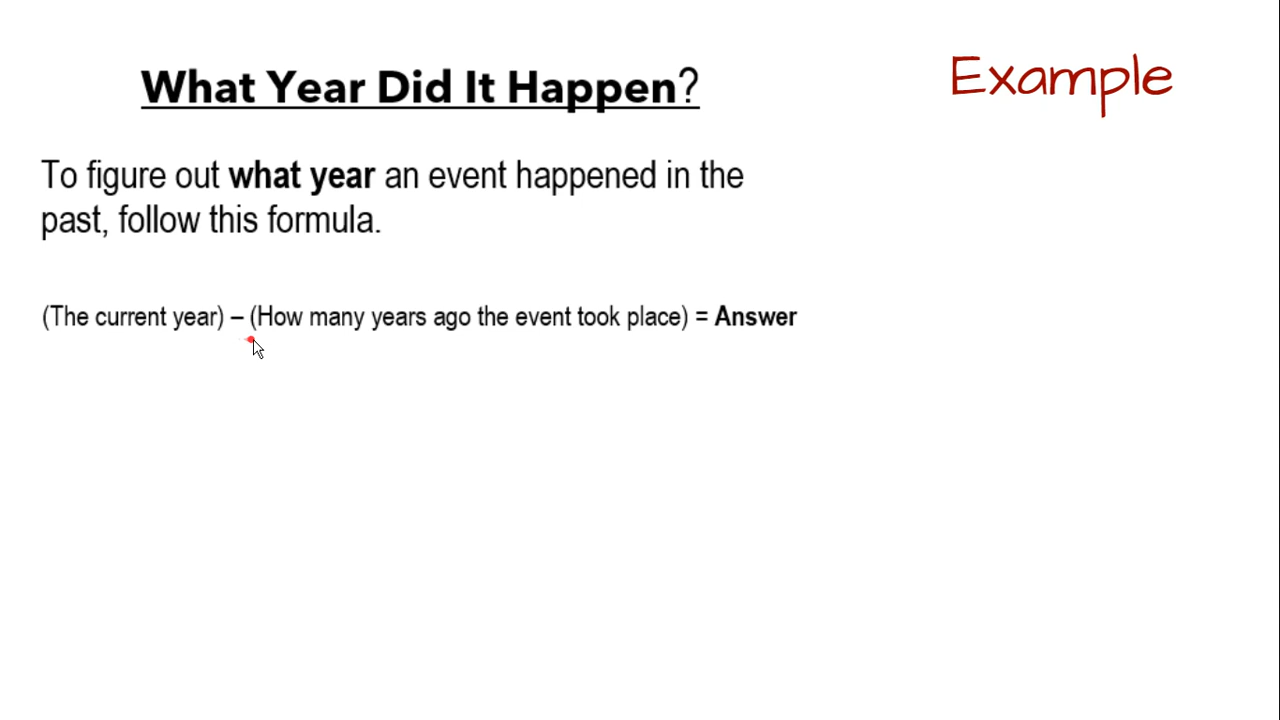 What Year Did It Happen?
Example
To figure out what year an event happened in the
past, follow this formula.
(The current year) – (How many years ago the event took place) = Answer